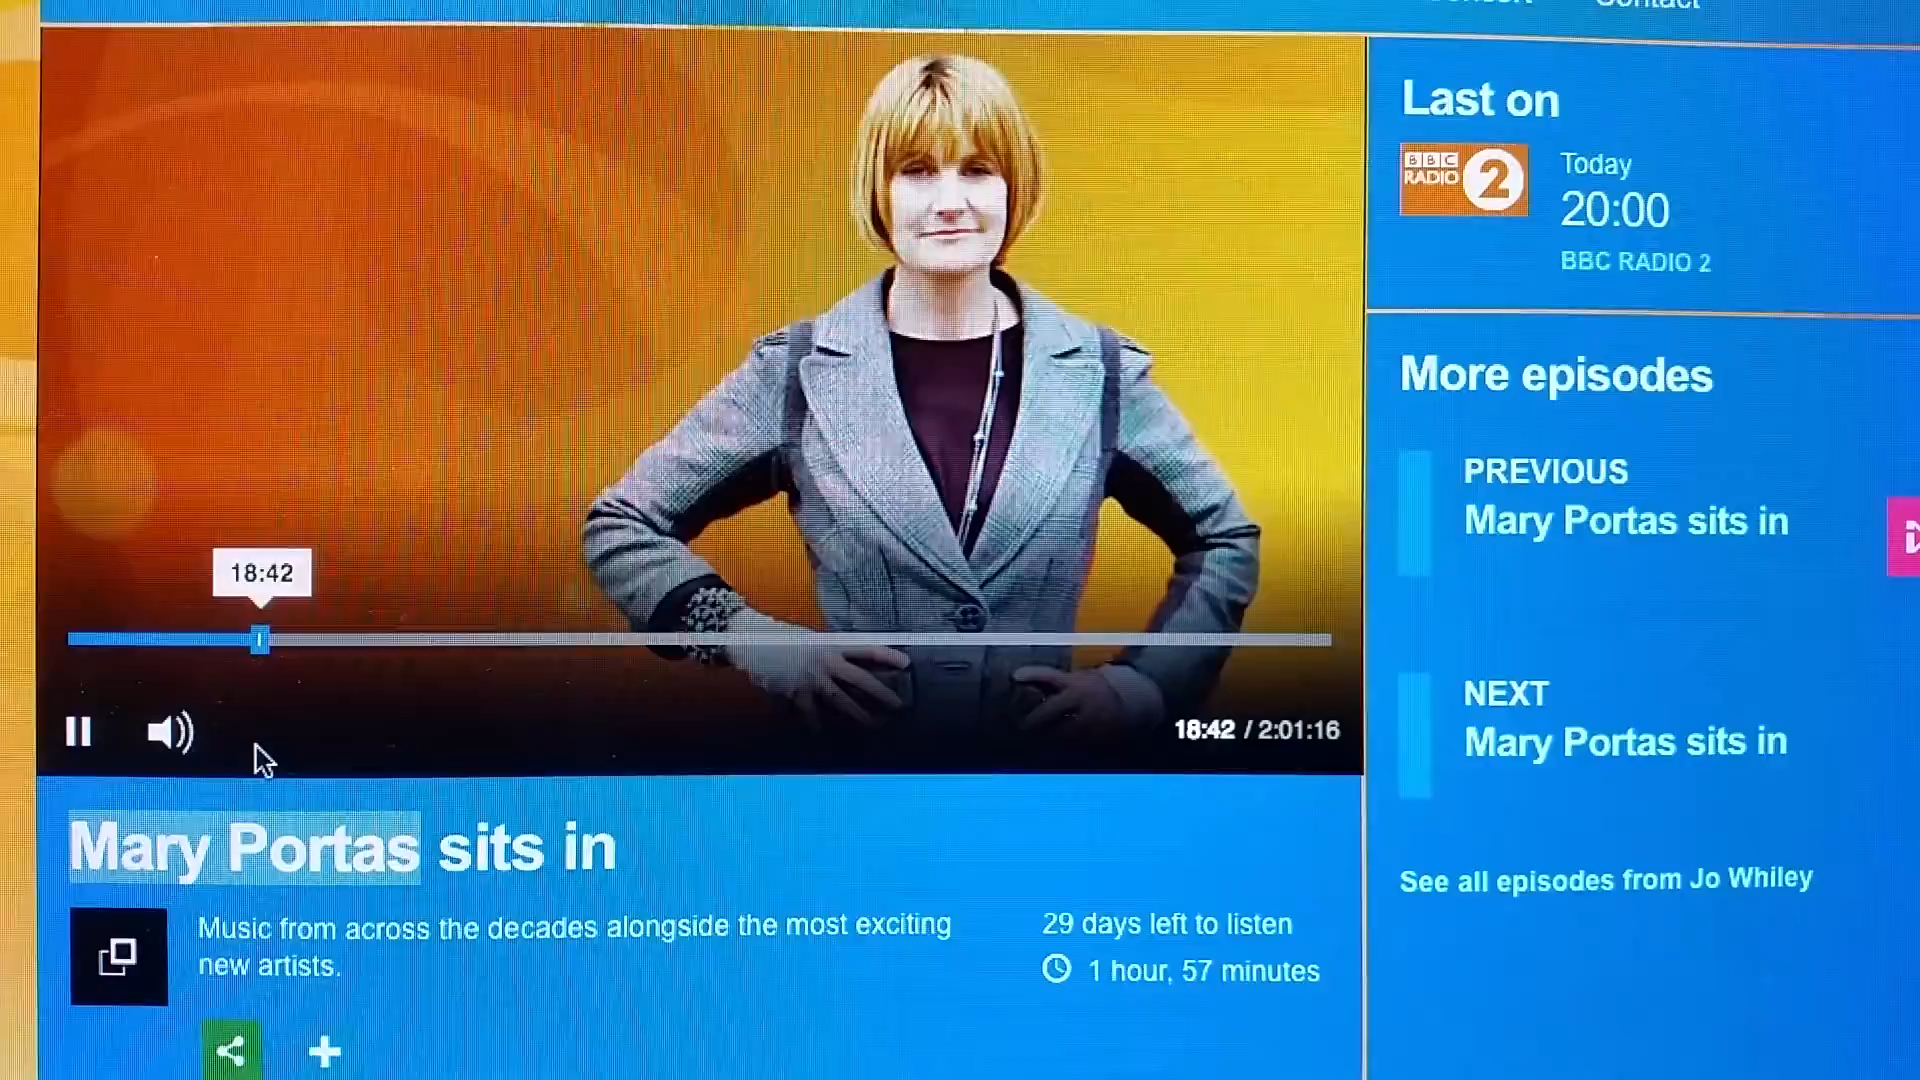 Contact
Last on
BBC
RADIO 2
Today
20:00
BBC RADIO 2
More episodes
PREVIOUS
Mary Portas sits in
NEXT
Mary Portas sits in
See all episodes from Jo Whiley
18:42
18:42 / 2:01:16
Mary Portas sits in
Music from across the decades alongside the most exciting
new artists.
29 days left to listen
1 hour, 57 minutes